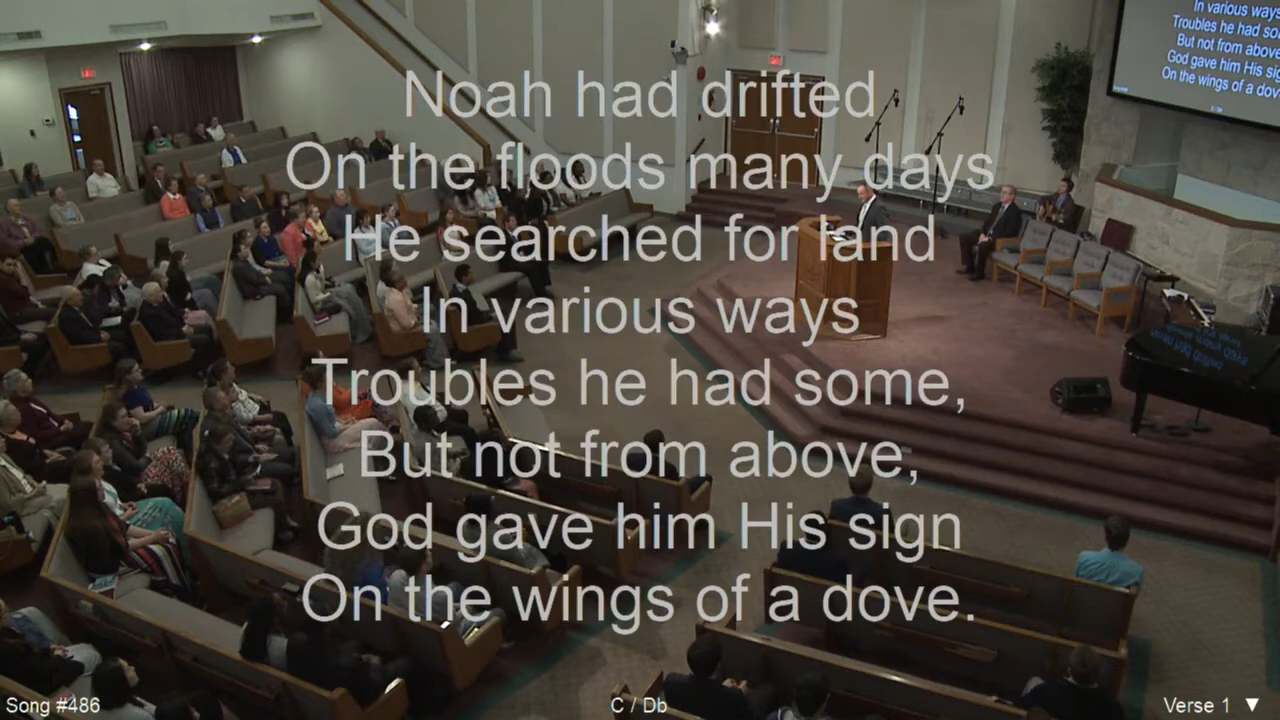 Noah had drifted
On the floods many days
He searched for land
In various ways
Troubles he had some,
But not from above,
God gave him His sign
On the wings of a dove.
In various ways
Troubles he had so
But not from above
God gave him His sig
On the wings of a dov
Song #486
C / Db
Verse 1 ▼